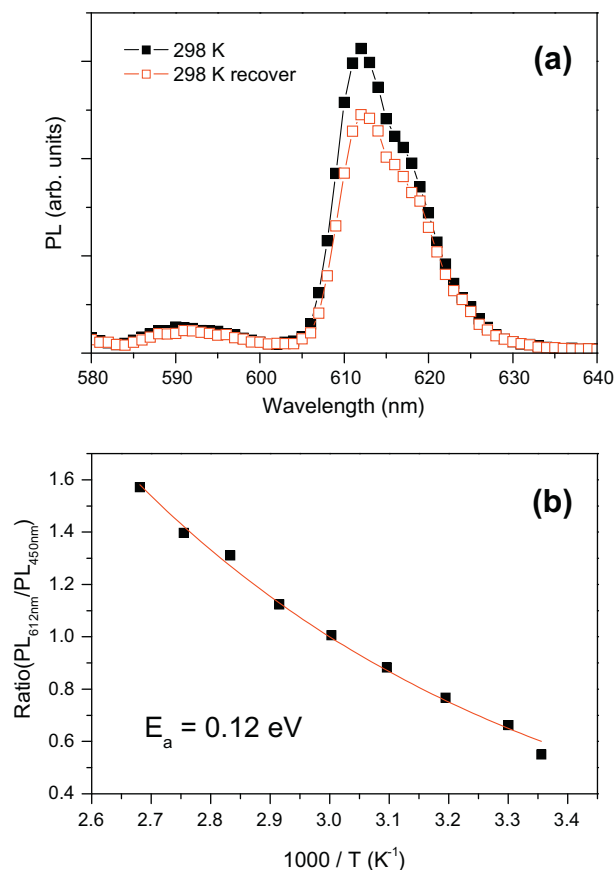 298 K
298 K recover
(a)
PL (arb. units)
580 590 600 610 620 630 640
Wavelength (nm)
(b)
Ratio(PL612nm/PL450nm)
1.6
1.4
1.2
1.0
0.8
0.6
0.4
Ea = 0.12 eV
2.6 2.7 2.8 2.9 3.0 3.1 3.2 3.3 3.4
1000 / T (K-1)